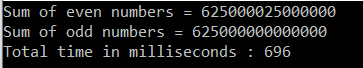 Sum of even numbers = 625000025000000
Sum of odd numbers = 625000000000000
Total time in milliseconds : 696